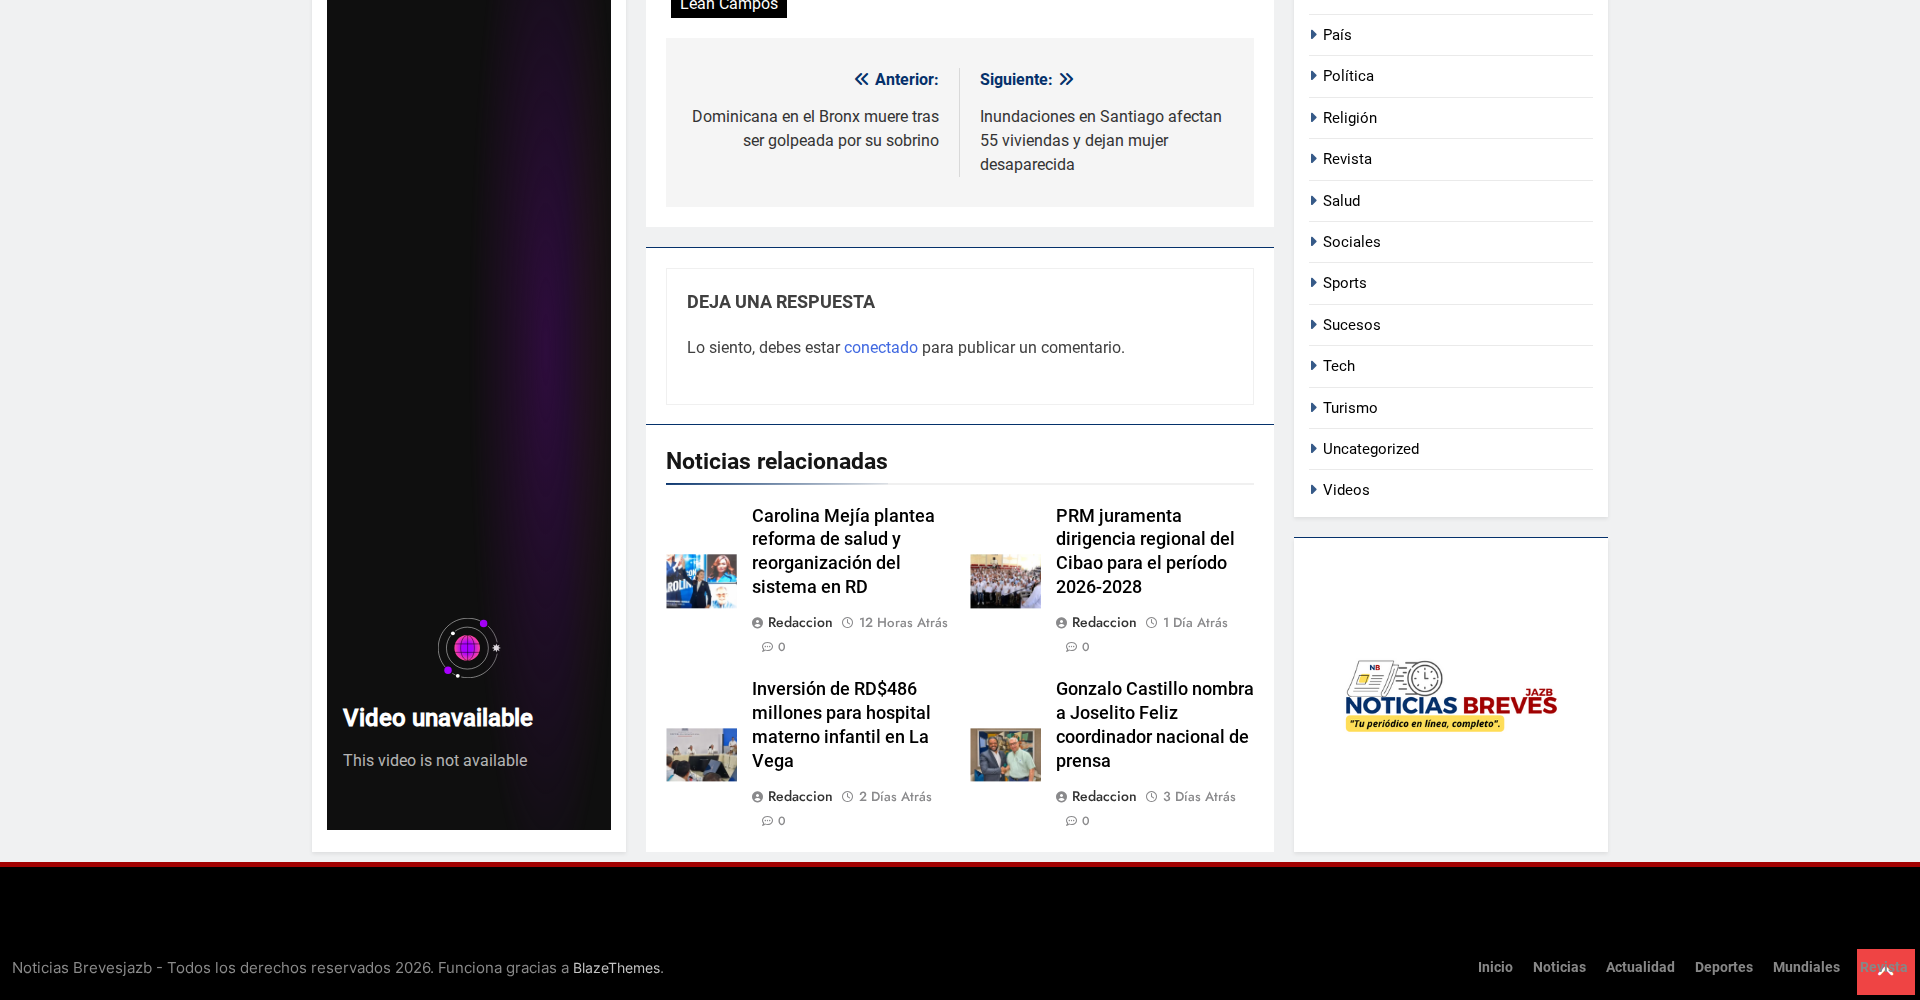 Lean Campos
Anterior:
Dominicana en el Bronx muere tras
ser golpeada por su sobrino
Siguiente:
Inundaciones en Santiago afectan
55 viviendas y dejan mujer
desaparecida
DEJA UNA RESPUESTA
Lo siento, debes estar conectado para publicar un comentario.
Noticias relacionadas
Carolina Mejía plantea
reforma de salud y
reorganización del
sistema en RD
Redaccion 12 Horas Atrás
0
PRM juramenta
dirigencia regional del
Cibao para el período
2026-2028
Redaccion 1 Día Atrás
0
Inversión de RD$486
millones para hospital
materno infantil en La
Vega
Redaccion 2 Días Atrás
0
Gonzalo Castillo nombra
a Joselito Feliz
coordinador nacional de
prensa
Redaccion 3 Días Atrás
0
Video unavailable
This video is not available
País
Política
Religión
Revista
Salud
Sociales
Sports
Sucesos
Tech
Turismo
Uncategorized
Videos
NB
JAZB
NOTICIAS BREVES
"Tu periódico en línea, completo".
Noticias Brevesjazb - Todos los derechos reservados 2026. Funciona gracias a BlazeThemes.
Inicio Noticias Actualidad Deportes Mundiales Revista